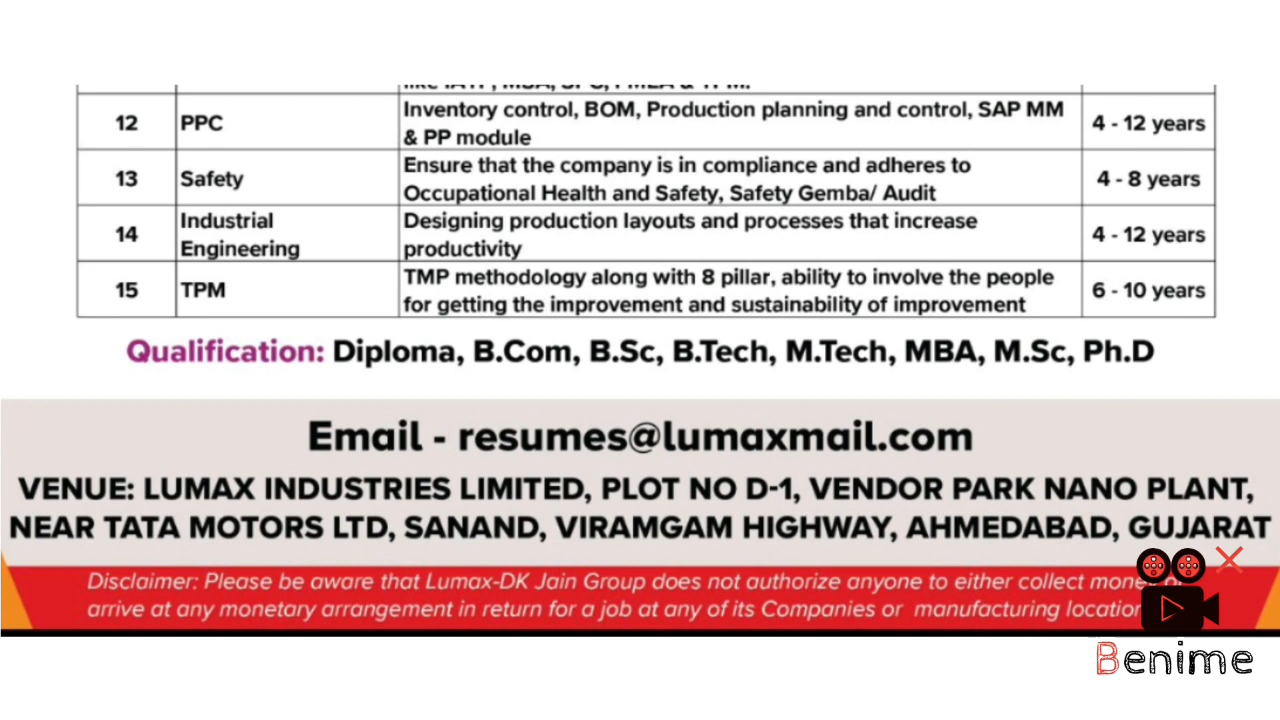 12 PPC Inventory control, BOM, Production planning and control, SAP MM & PP module 4 - 12 years
13 Safety Ensure that the company is in compliance and adheres to Occupational Health and Safety, Safety Gemba/ Audit 4 - 8 years
14 Industrial Engineering Designing production layouts and processes that increase productivity 4 - 12 years
15 TPM TMP methodology along with 8 pillar, ability to involve the people for getting the improvement and sustainability of improvement 6 - 10 years
Qualification: Diploma, B.Com, B.Sc, B.Tech, M.Tech, MBA, M.Sc, Ph.D
Email - resumes@lumaxmail.com
VENUE: LUMAX INDUSTRIES LIMITED, PLOT NO D-1, VENDOR PARK NANO PLANT,
NEAR TATA MOTORS LTD, SANAND, VIRAMGAM HIGHWAY, AHMEDABAD, GUJARAT
Disclaimer: Please be aware that Lumax-DK Jain Group does not authorize anyone to either collect
arrive at any monetary arrangement in return for a job at any of its Companies or manufacturing
Benime